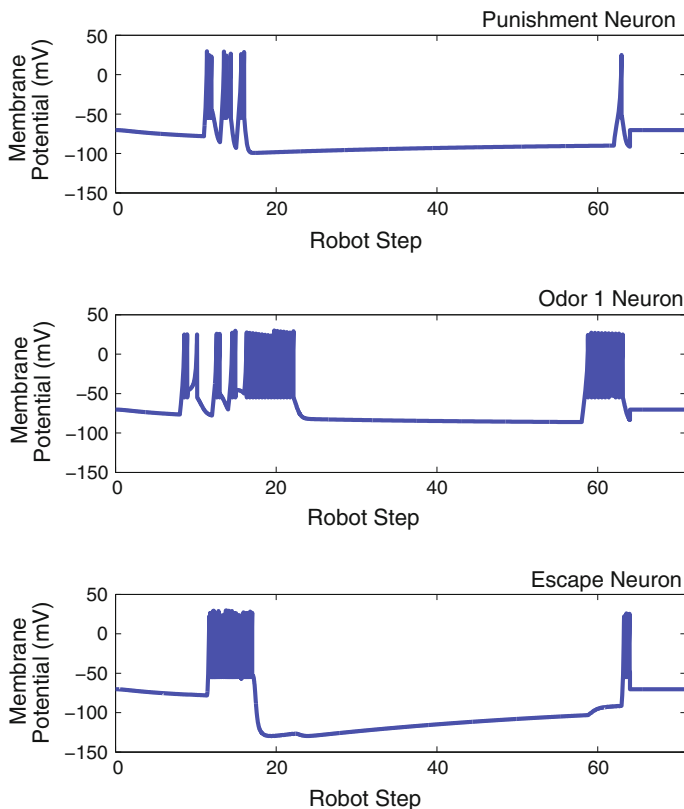 Punishment Neuron
50
0
−50
−100
−150
Membrane
Potential (mV)
0
20
40
60
Robot Step
Odor 1 Neuron
50
0
−50
−100
−150
Membrane
Potential (mV)
0
20
40
60
Robot Step
Escape Neuron
50
0
−50
−100
−150
Membrane
Potential (mV)
0
20
40
60
Robot Step